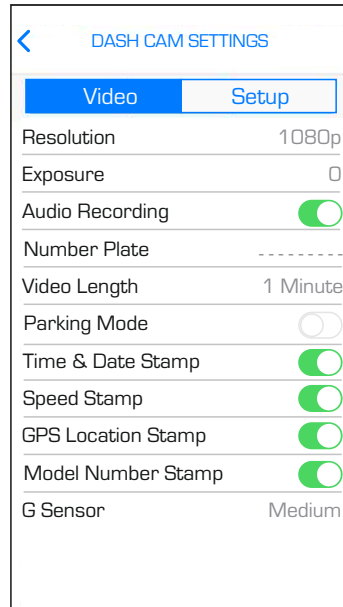 DASH CAM SETTINGS
Video Setup
Resolution 1080p
Exposure 0
Audio Recording
Number Plate ---------
Video Length 1 Minute
Parking Mode
Time & Date Stamp
Speed Stamp
GPS Location Stamp
Model Number Stamp
G Sensor Medium